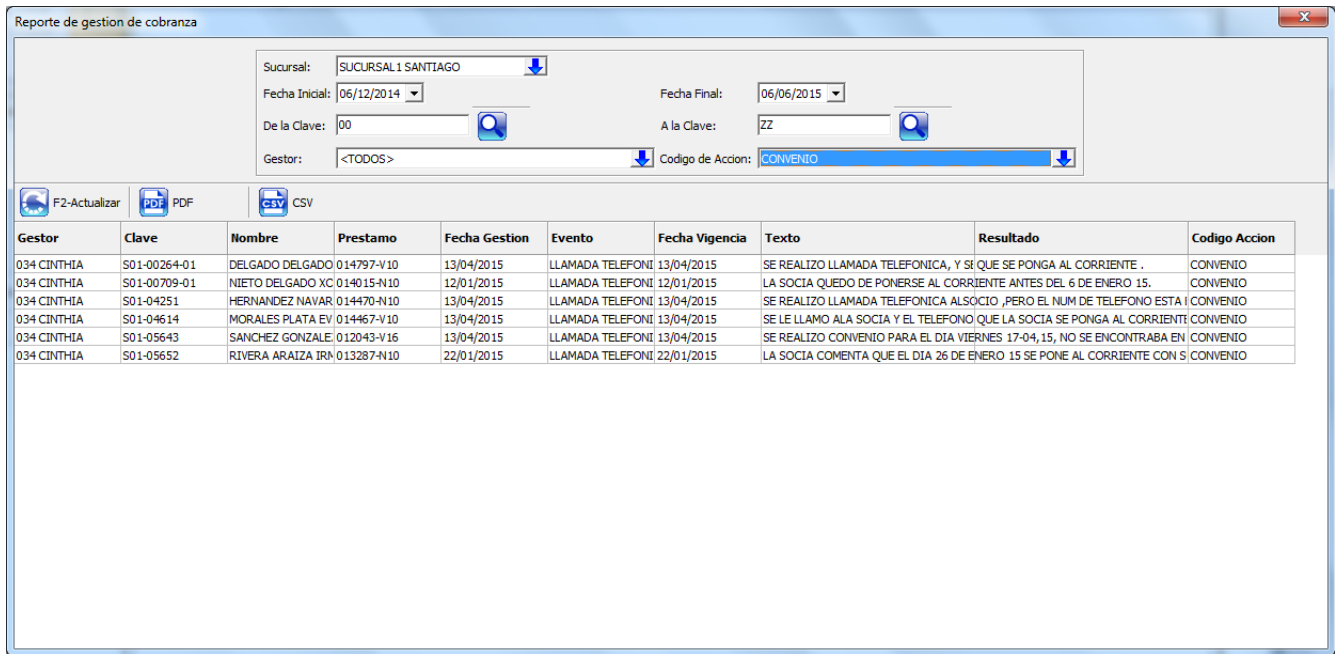 Reporte de gestion de cobranza
Sucursal: SUCURSAL1 SANTIAGO
Fecha Inicial: 06/12/2014 Fecha Final: 06/06/2015
De la Clave: 00 A la Clave: ZZ
Gestor: <TODOS> Codigo de Accion: CONVENIO
F2-Actualizar PDF PDF CSV CSV
Gestor Clave Nombre Prestamo Fecha Gestion Evento Fecha Vigencia Texto Resultado Codigo Accion
034 CINTHIA S01-00264-01 DELGADO DELGADO 014797-V10 13/04/2015 LLAMADA TELEFONI 13/04/2015 SE REALIZO LLAMADA TELEFONICA, Y SE QUE SE PONGA AL CORRIENTE . CONVENIO
034 CINTHIA S01-00709-01 NIETO DELGADO XO 014015-N10 12/01/2015 LLAMADA TELEFONI 12/01/2015 LA SOCIA QUEDO DE PONERSE AL CORRIENTE ANTES DEL 6 DE ENERO 15. CONVENIO
034 CINTHIA S01-04251 HERNANDEZ NAVAR 014470-N10 13/04/2015 LLAMADA TELEFONI 13/04/2015 SE REALIZO LLAMADA TELEFONICA ALSOCIO ,PERO EL NUM DE TELEFONO ESTA CONVENIO
034 CINTHIA S01-04614 MORALES PLATA EV 014467-V10 13/04/2015 LLAMADA TELEFONI 13/04/2015 SE LE LLAMO ALA SOCIA Y EL TELEFONO QUE LA SOCIA SE PONGA AL CORRIENTE CONVENIO
034 CINTHIA S01-05643 SANCHEZ GONZALE 012043-V16 13/04/2015 LLAMADA TELEFONI 13/04/2015 SE REALIZO CONVENIO PARA EL DIA VIERNES 17-04,15, NO SE ENCONTRABA EN CONVENIO
034 CINTHIA S01-05652 RIVERA ARAIZA IRM 013287-N10 22/01/2015 LLAMADA TELEFONI 22/01/2015 LA SOCIA COMENTA QUE EL DIA 26 DE ENERO 15 SE PONE AL CORRIENTE CON S CONVENIO